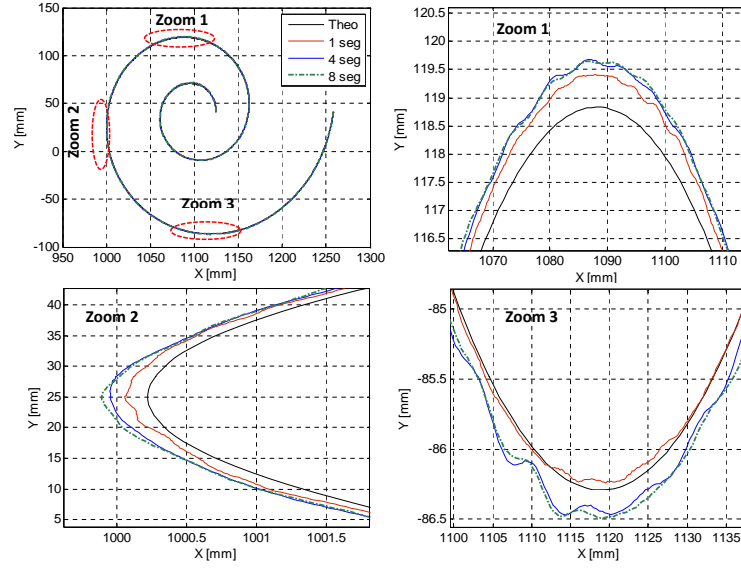 Zoom 1
Theo
1 seg
4 seg
8 seg
Zoom 2
Zoom 3
Y [mm]
150
100
50
0
-50
-100
950 1000 1050 1100 1150 1200 1250 1300
X [mm]
Zoom 1
Y [mm]
120.5
120
119.5
119
118.5
118
117.5
117
116.5
1070 1080 1090 1100 1110
X [mm]
Zoom 2
Y [mm]
40
35
30
25
20
15
10
5
1000 1000.5 1001 1001.5
X [mm]
Zoom 3
Y [mm]
-85
-85.5
-86
-86.5
1100 1105 1110 1115 1120 1125 1130 1135
X [mm]